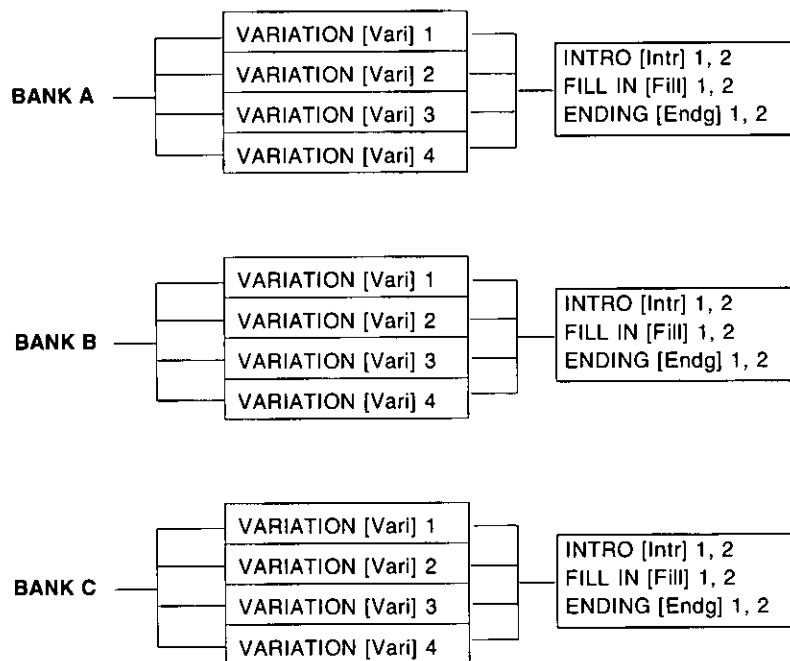 VARIATION [Vari] 1
VARIATION [Vari] 2
BANK A
VARIATION [Vari] 3
VARIATION [Vari] 4
INTRO [Intr] 1, 2
FILL IN [Fill] 1, 2
ENDING [Endg] 1, 2
VARIATION [Vari] 1
VARIATION [Vari] 2
BANK B
VARIATION [Vari] 3
VARIATION [Vari] 4
INTRO [Intr] 1, 2
FILL IN [Fill] 1, 2
ENDING [Endg] 1, 2
VARIATION [Vari] 1
VARIATION [Vari] 2
BANK C
VARIATION [Vari] 3
VARIATION [Vari] 4
INTRO [Intr] 1, 2
FILL IN [Fill] 1, 2
ENDING [Endg] 1, 2